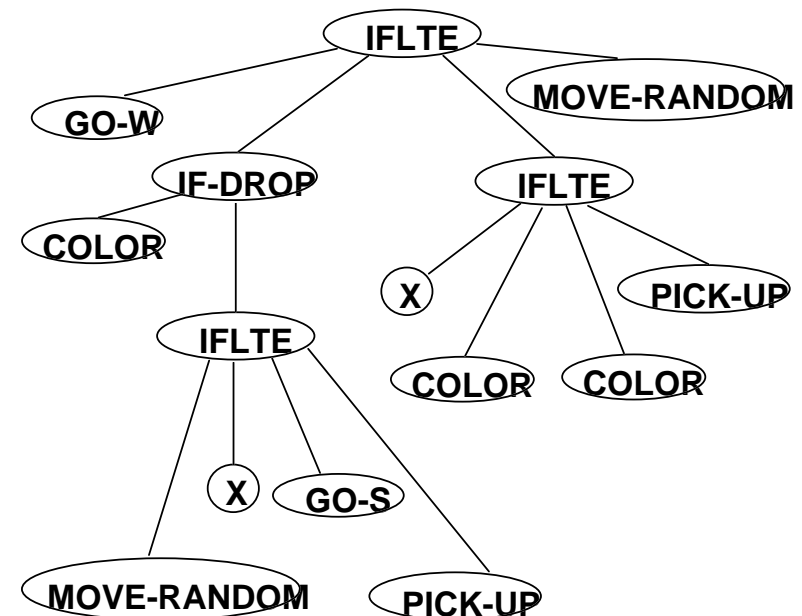 IFLTE
GO-W
MOVE-RANDOM
IF-DROP
IFLTE
COLOR
X
PICK-UP
IFLTE
COLOR
COLOR
X
GO-S
MOVE-RANDOM
PICK-UP